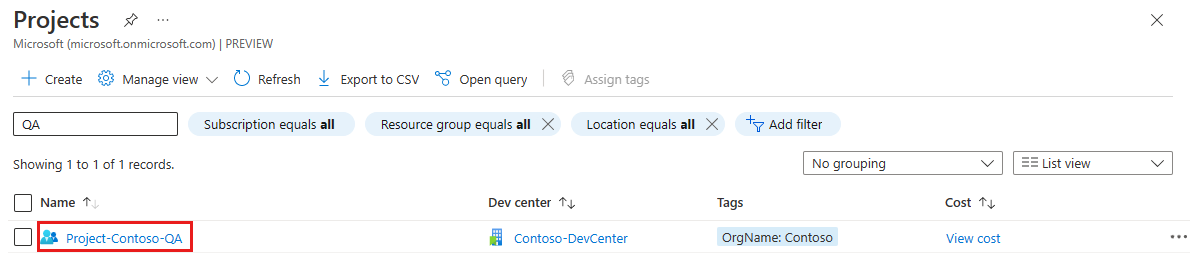 Projects
Microsoft (microsoft.onmicrosoft.com) | PREVIEW
Create Manage view Refresh Export to CSV Open query Assign tags
QA Subscription equals all Resource group equals all Location equals all Add filter
Showing 1 to 1 of 1 records. No grouping List view
Name Dev center Tags Cost
Project-Contoso-QA Contoso-DevCenter OrgName: Contoso View cost